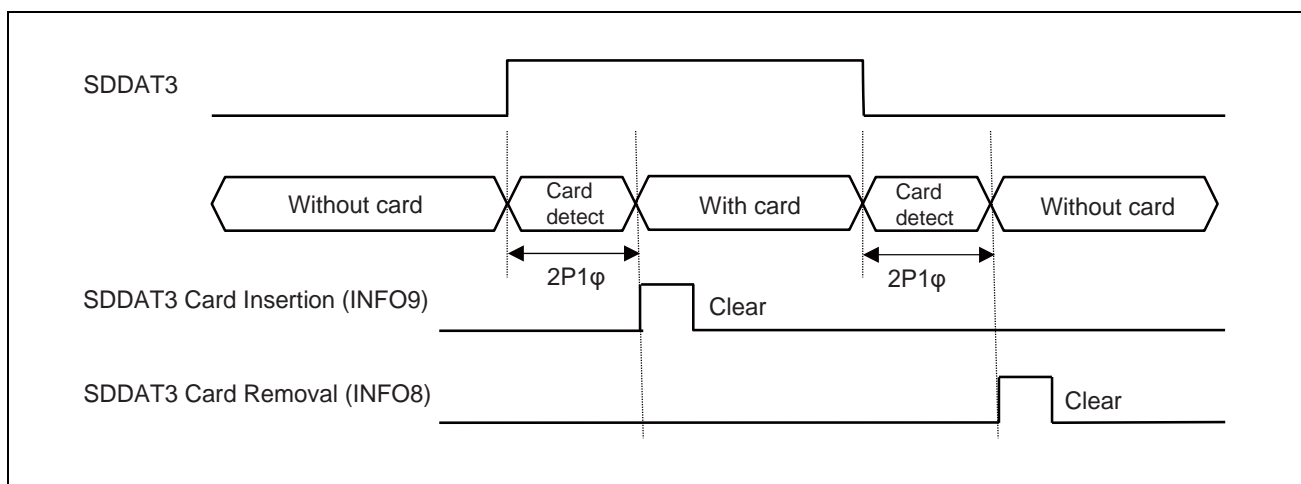 SDDAT3
Without card
Card
detect
With card
Card
detect
Without card
2P1φ
2P1φ
SDDAT3 Card Insertion (INFO9)
Clear
SDDAT3 Card Removal (INFO8)
Clear